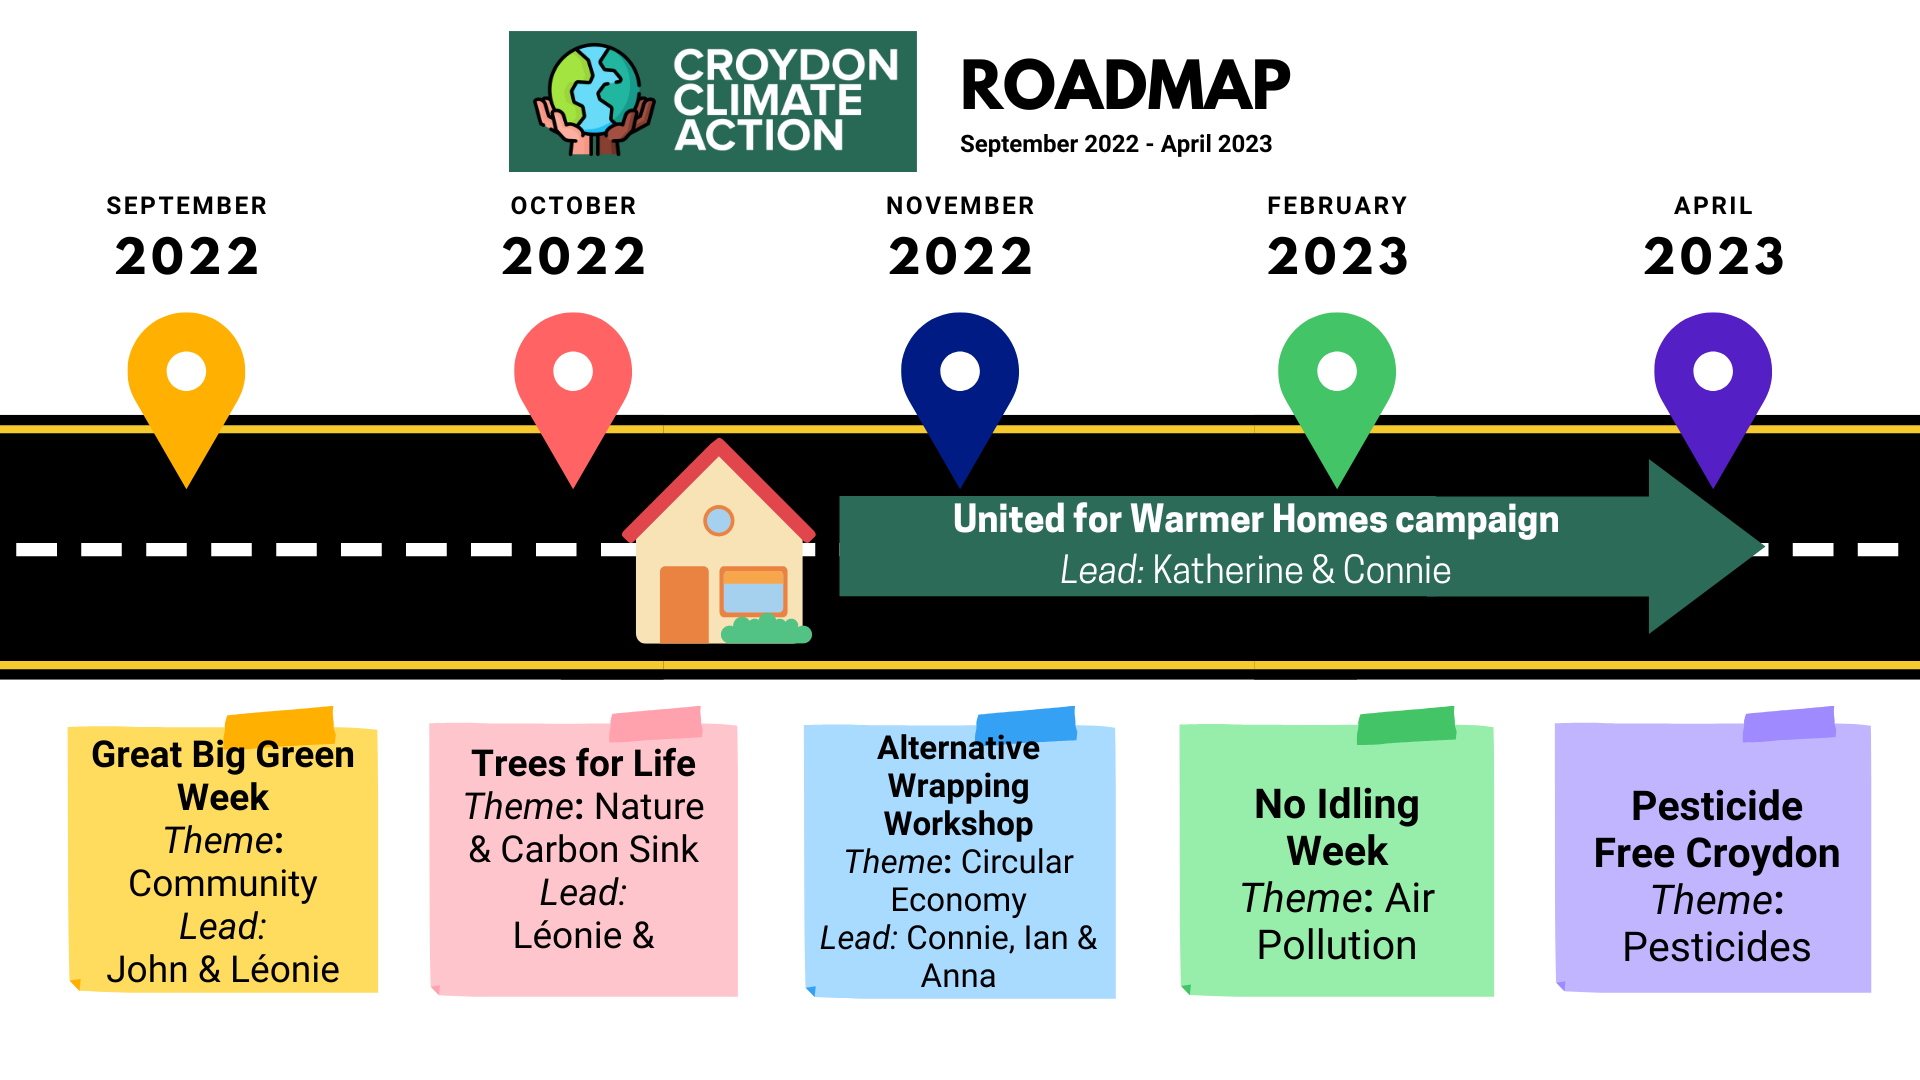 CROYDON
CLIMATE
ACTION
ROADMAP
September 2022 - April 2023
SEPTEMBER
2022
OCTOBER
2022
NOVEMBER
2022
FEBRUARY
2023
APRIL
2023
United for Warmer Homes campaign
Lead: Katherine & Connie
Great Big Green
Week
Theme:
Community
Lead:
John & Léonie
Trees for Life
Theme: Nature
& Carbon Sink
Lead:
Léonie &
Alternative
Wrapping
Workshop
Theme: Circular
Economy
Lead: Connie, Ian &
Anna
No Idling
Week
Theme: Air
Pollution
Pesticide
Free Croydon
Theme:
Pesticides